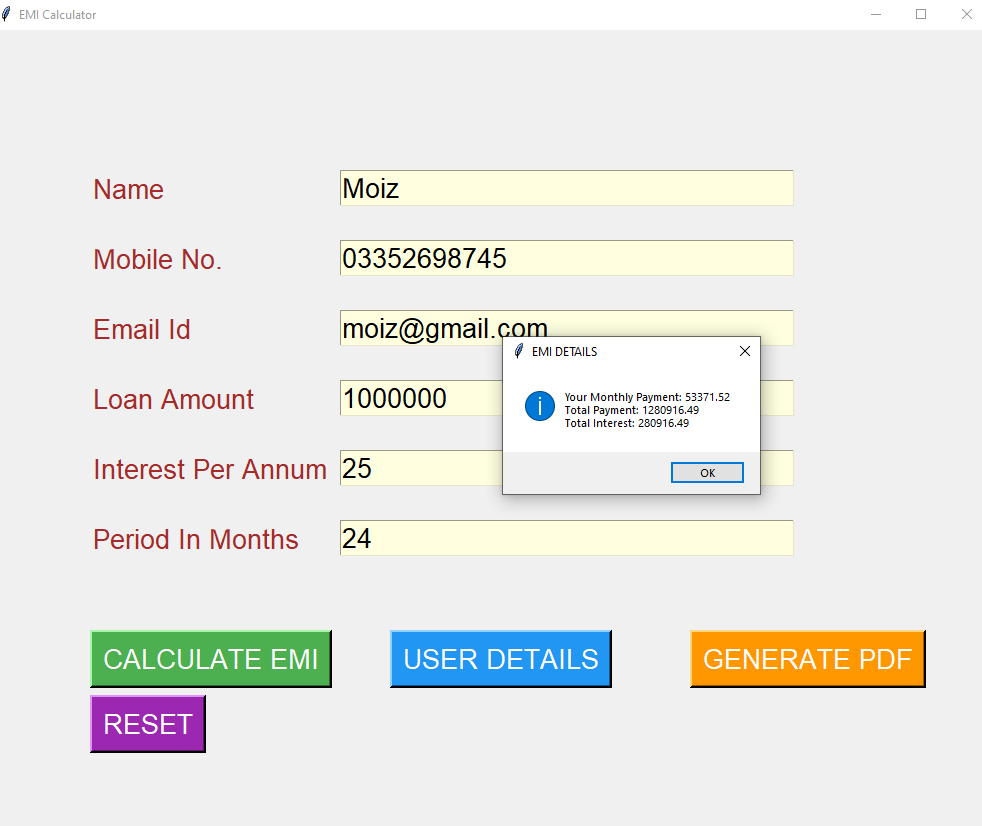 EMI Calculator
Name
Moiz
Mobile No.
03352698745
Email Id
moiz@gmail.com
EMI DETAILS
Your Monthly Payment: 53371.52
Total Payment: 1280916.49
Total Interest: 280916.49
OK
Loan Amount
1000000
Interest Per Annum
25
Period In Months
24
CALCULATE EMI
USER DETAILS
GENERATE PDF
RESET